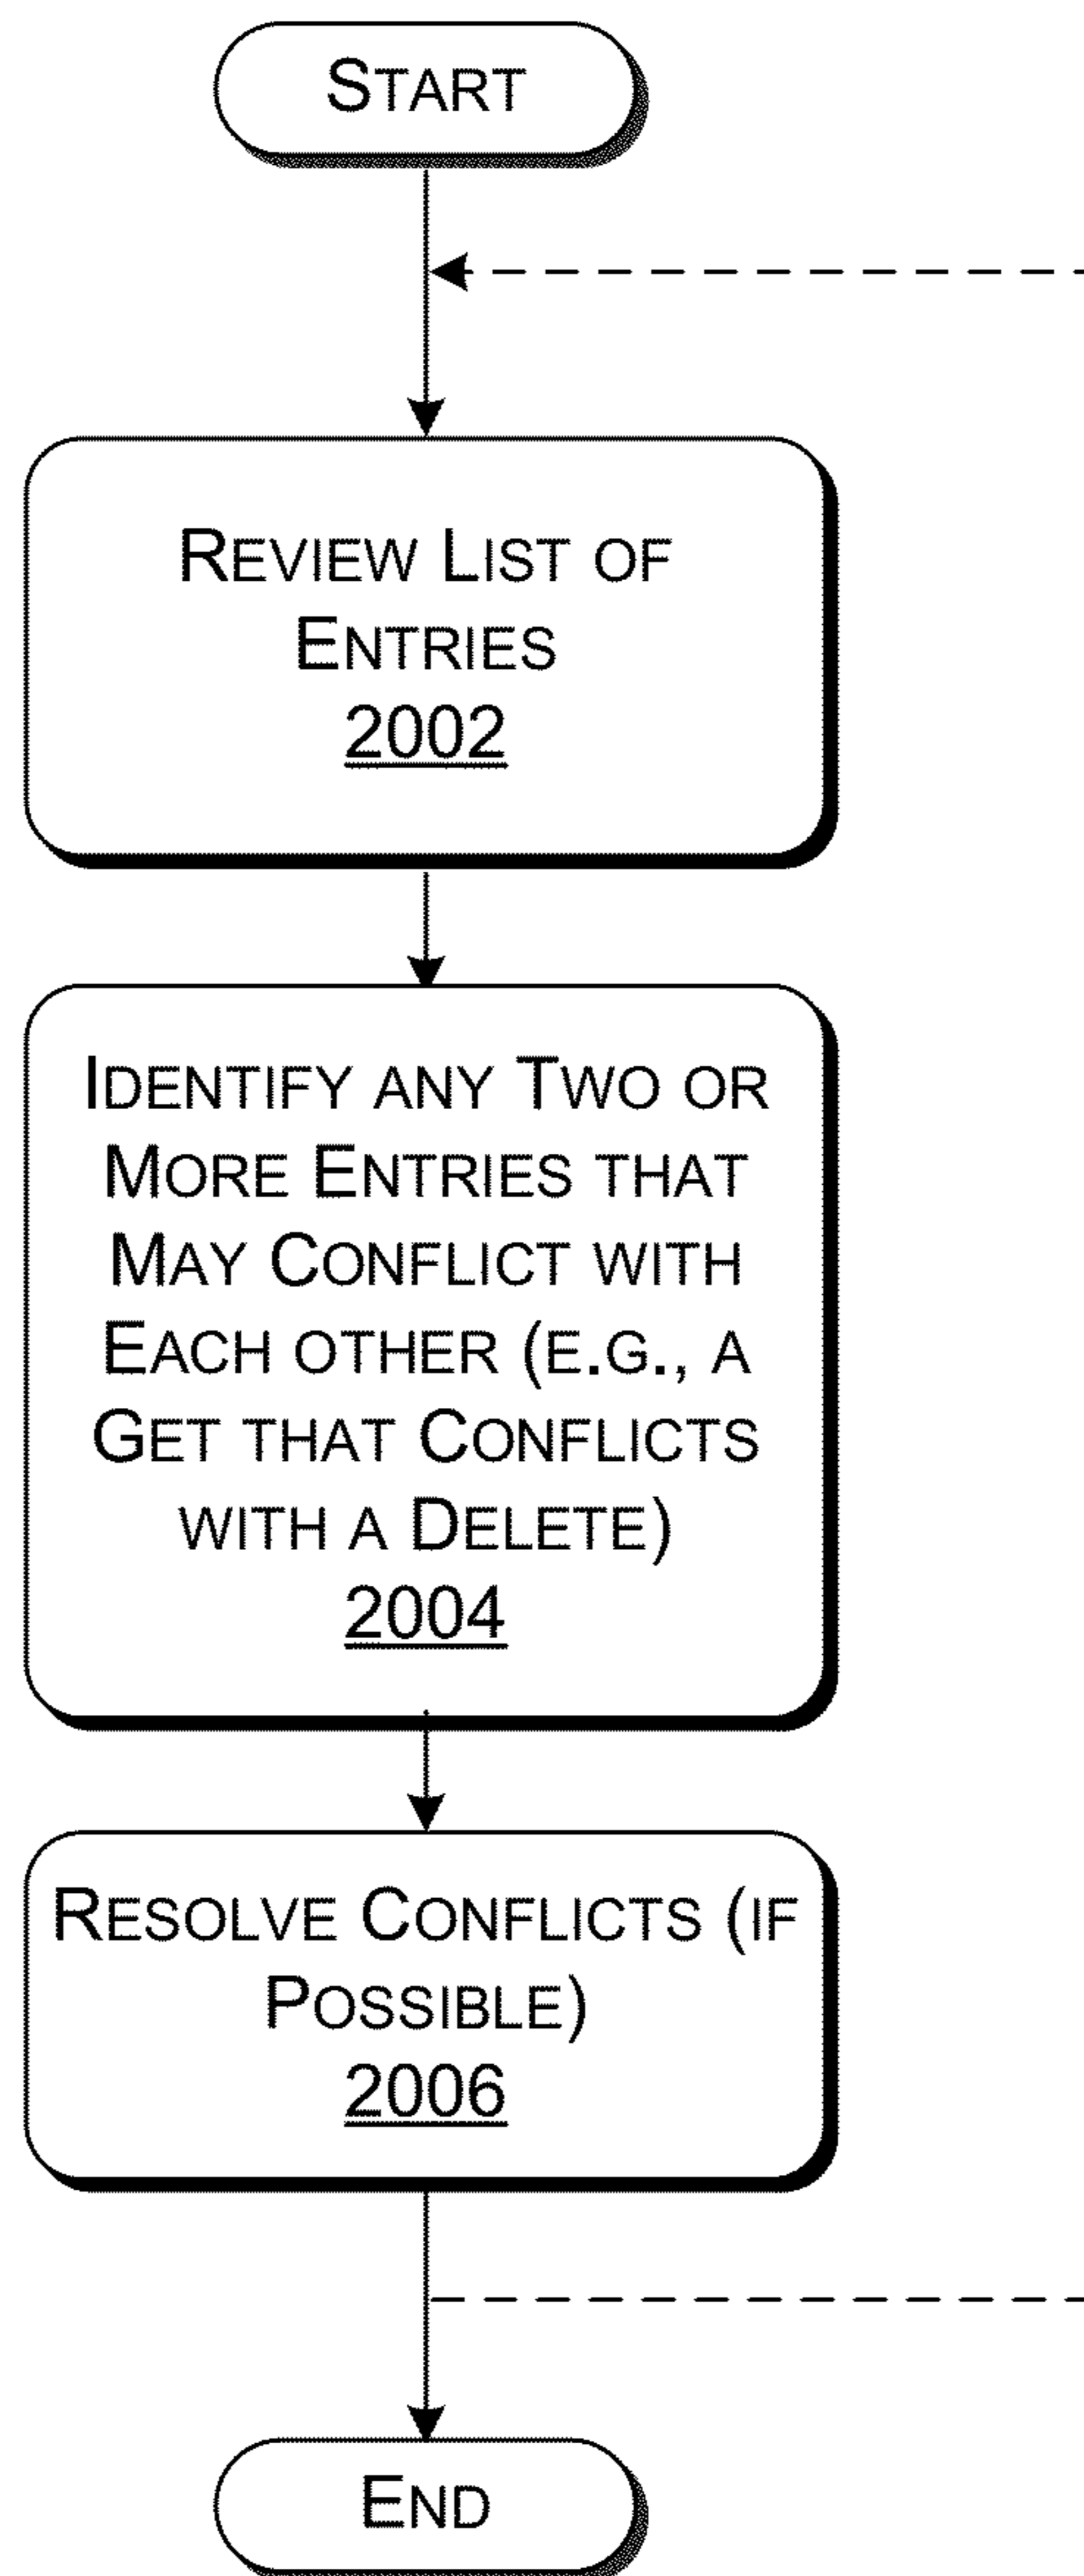 START
REVIEW LIST OF
ENTRIES
2002
IDENTIFY ANY TWO OR
MORE ENTRIES THAT
MAY CONFLICT WITH
EACH OTHER (E.G., A
GET THAT CONFLICTS
WITH A DELETE)
2004
RESOLVE CONFLICTS (IF
POSSIBLE)
2006
END